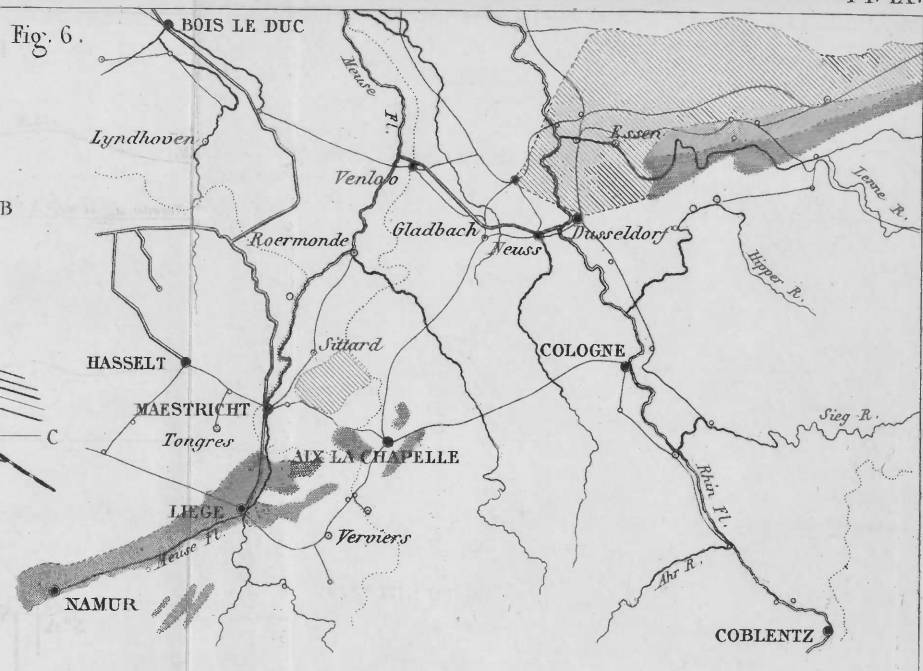 Fig. 6.
BOIS LE DUC
Meuse Fl.
Lyndhoven
Essen
Venloo
Lenne R.
B
Gladbach
Roermonde
Neuss
Dusseldorf
Hipper R.
Sittard
HASSELT
COLOGNE
MAESTRICHT
Sieg R.
C
Tongres
AIX LA CHAPELLE
Rhin Fl.
LIEGE
Meuse Fl.
Verviers
Ahr R.
NAMUR
COBLENTZ